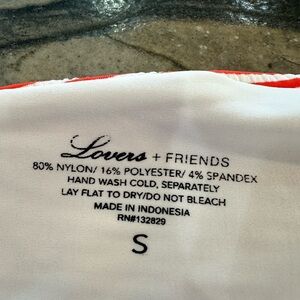 Lovers + FRIENDS
80% NYLON/ 16% POLYESTER/ 4% SPANDEX
HAND WASH COLD, SEPARATELY
LAY FLAT TO DRY/DO NOT BLEACH
MADE IN INDONESIA
RN#132829
S